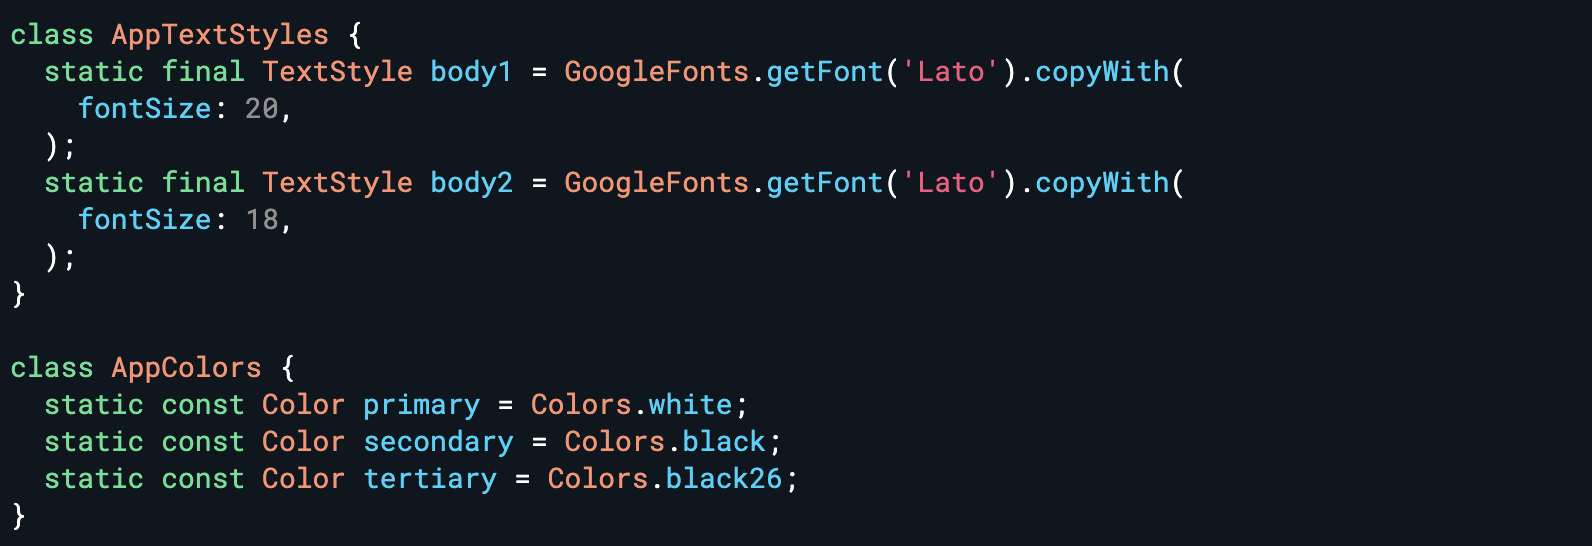 class AppTextStyles {
  static final TextStyle body1 = GoogleFonts.getFont('Lato').copyWith(
    fontSize: 20,
  );
  static final TextStyle body2 = GoogleFonts.getFont('Lato').copyWith(
    fontSize: 18,
  );
}

class AppColors {
  static const Color primary = Colors.white;
  static const Color secondary = Colors.black;
  static const Color tertiary = Colors.black26;
}